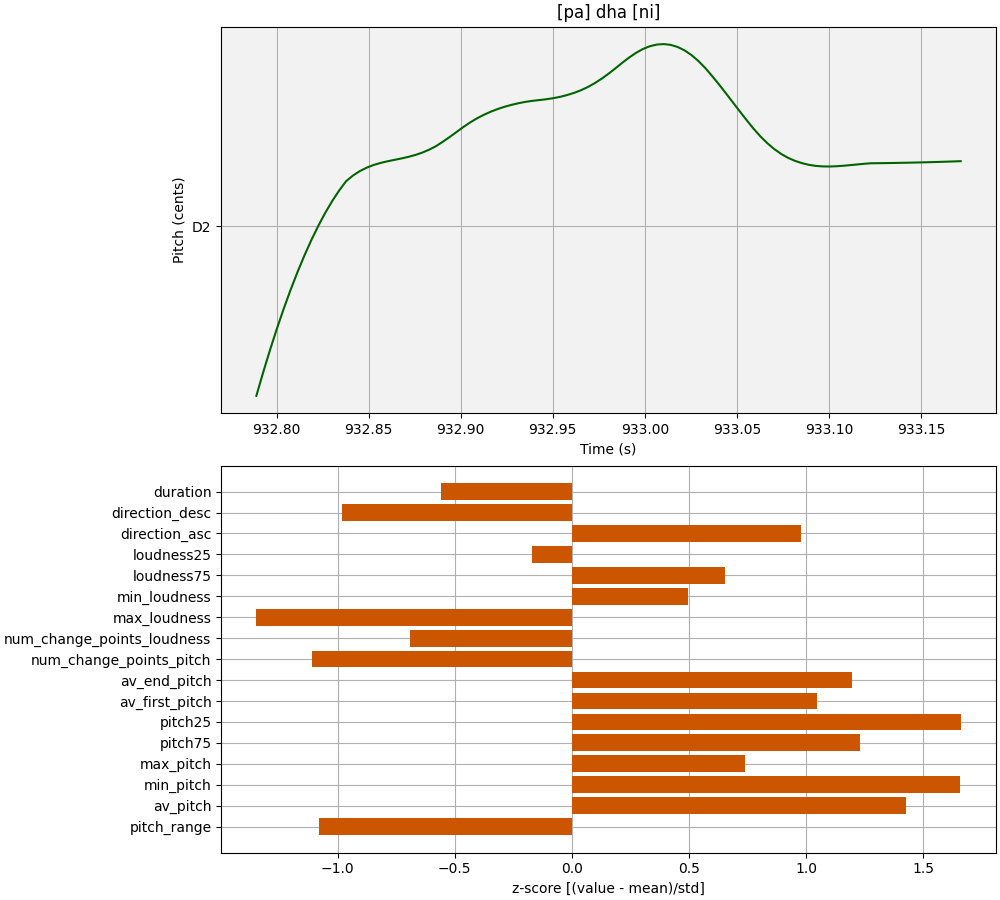 [pa] dha [ni]
Pitch (cents)
D2
932.80 932.85 932.90 932.95 933.00 933.05 933.10 933.15
Time (s)
duration
direction_desc
direction_asc
loudness25
loudness75
min_loudness
max_loudness
num_change_points_loudness
num_change_points_pitch
av_end_pitch
av_first_pitch
pitch25
pitch75
max_pitch
min_pitch
av_pitch
pitch_range
−1.0 −0.5 0.0 0.5 1.0 1.5
z-score [(value - mean)/std]